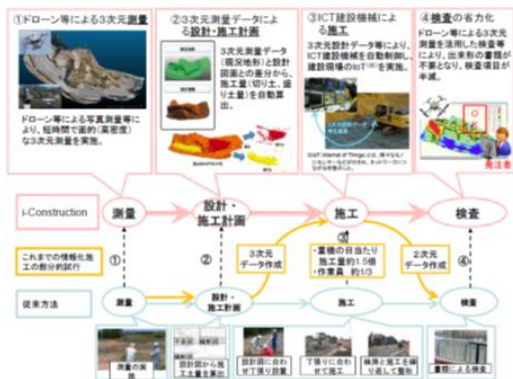 ①ドローン等による3次元測量
ドローン等による写真測量等に
より、短時間で面的(高密度)
な3次元測量を実施。
②3次元測量データに
よる設計・施工計画
3次元測量データ
(現況地形)と設計
図面との差分から、
施工量(切り土、盛
り土量)を自動算
出。
③ICT建設機械によ
る施工
3次元設計データ等により、
ICT建設機械を自動制御し、
建設現場のIoT(※)を実施。
④検査の省力化
ドローン等による3次元
測量を活用した検査等
により、出来形の書類が
不要となり、検査項目が
半減。
発注者
i-Construction
測量
設計・
施工計画
施工
検査
これまでの情報化施
工の部分的試行
①
②
3次元
データ作成
③
・重機の日当たり
施工量約1.5倍
・作業員 約1/3
2次元
データ作成
④
従来方法
測量
設計・
施工計画
施工
検査
測量の実
施
設計図から施
工土量を算出
設計図に合わ
せて丁張り設置
丁張りに合わ
せて施工
検測と施工を繰
り返して整形
書類による検査